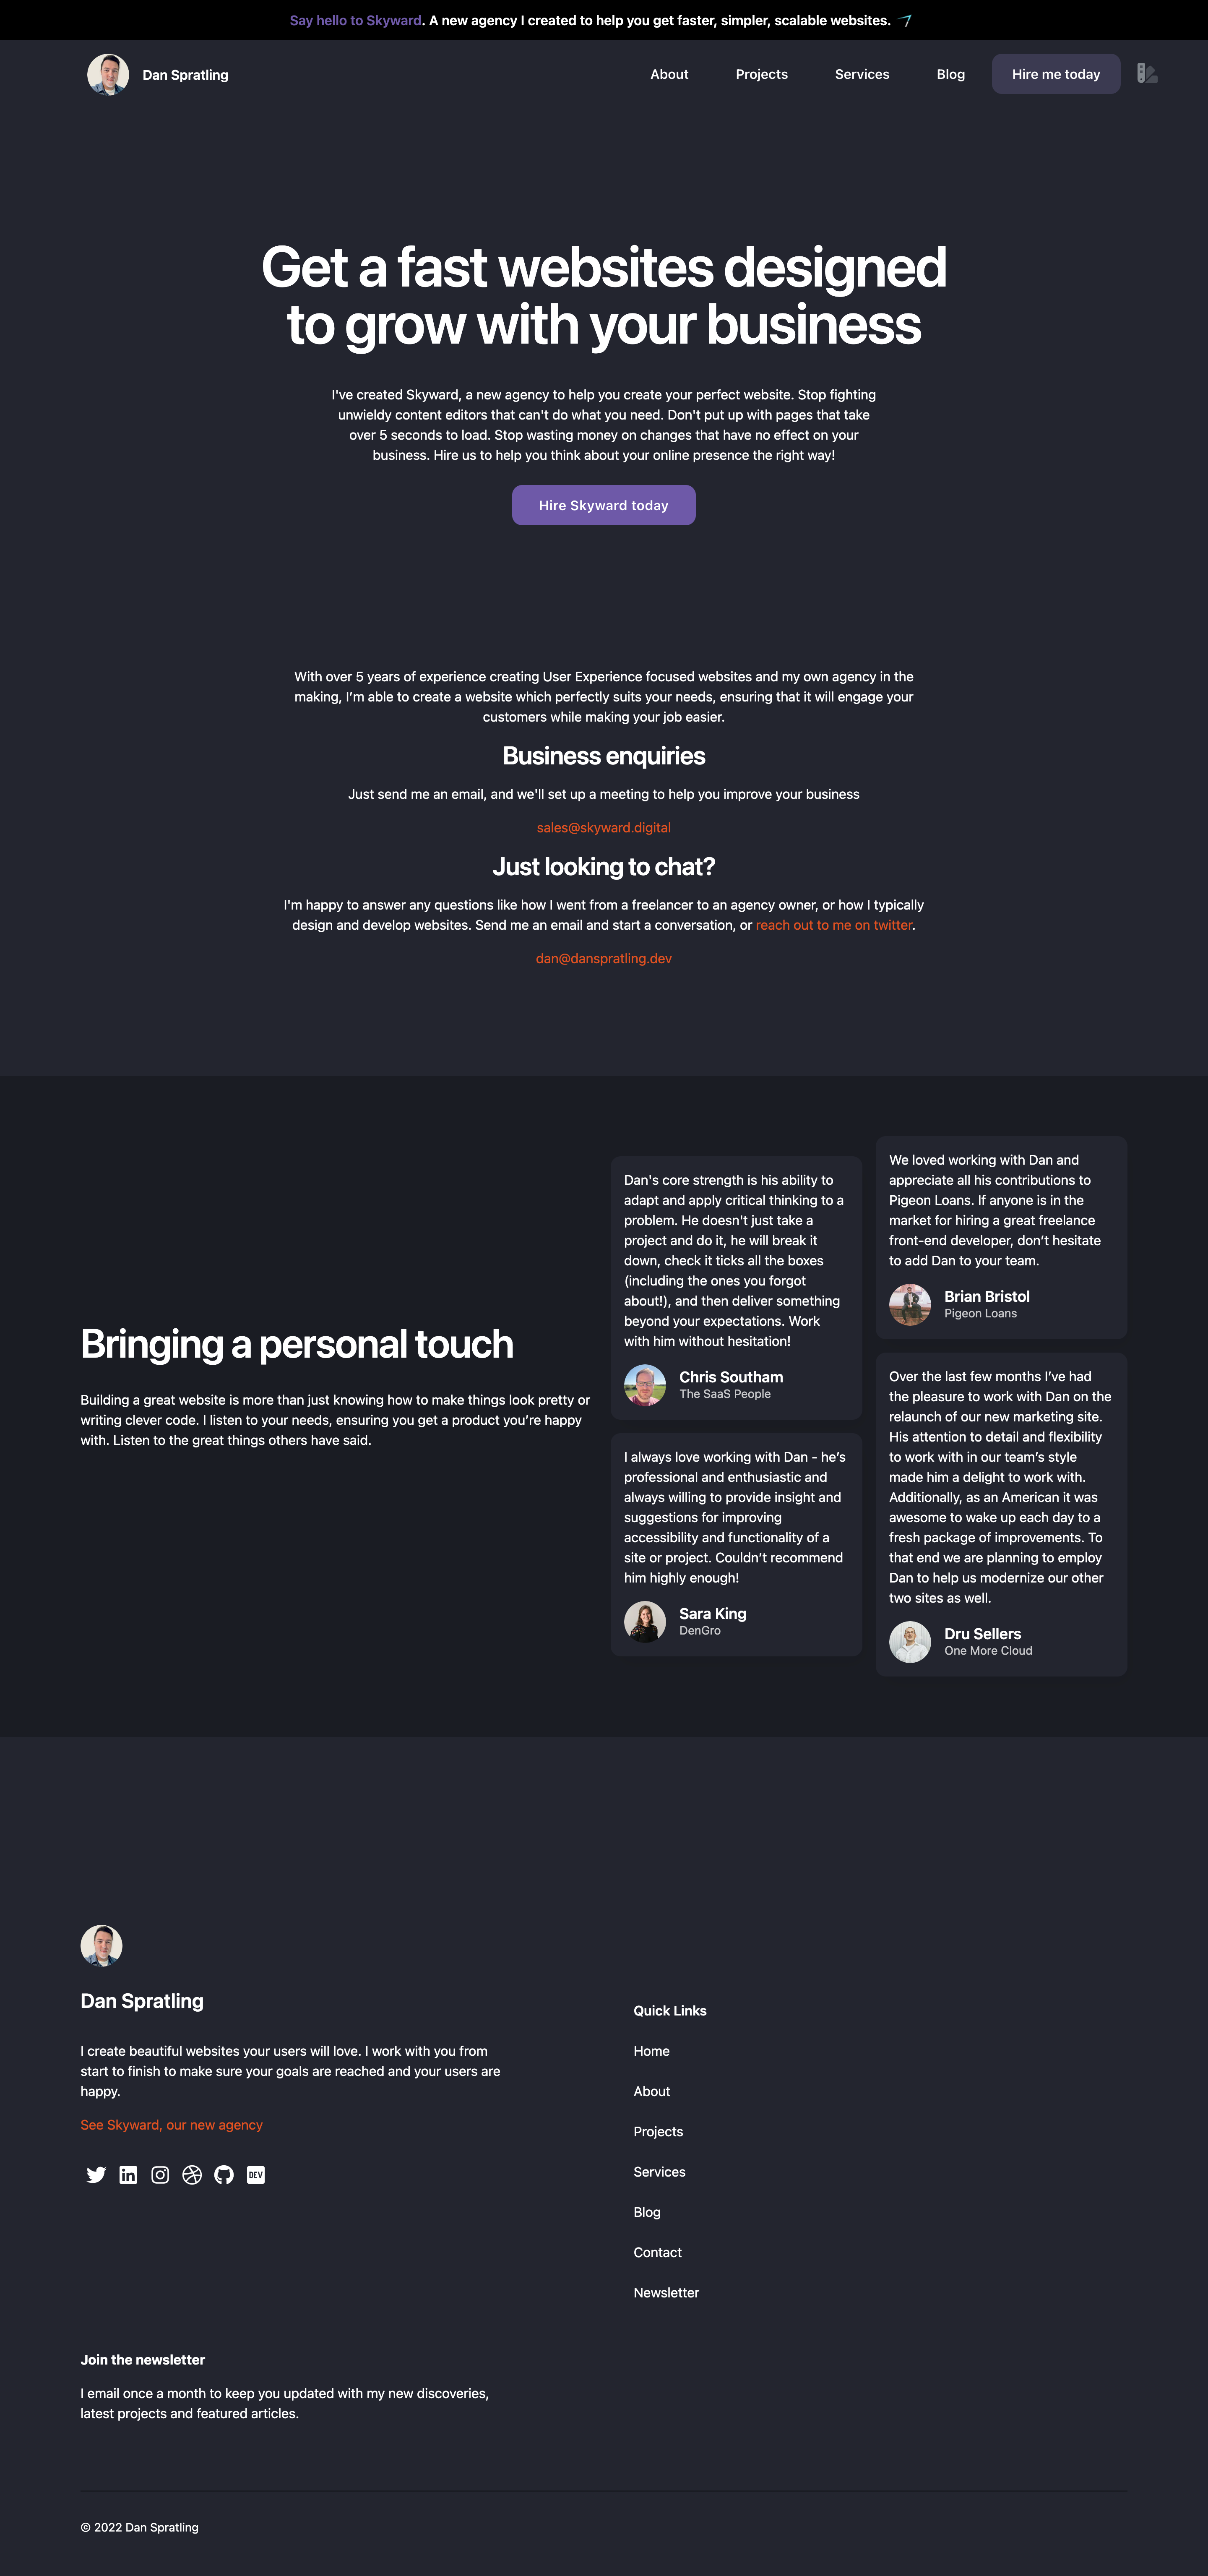 Say hello to Skyward. A new agency I created to help you get faster, simpler, scalable websites.
Dan Spratling
About
Projects
Services
Blog
Hire me today
Get a fast websites designed
to grow with your business
I've created Skyward, a new agency to help you create your perfect website. Stop fighting
unwieldy content editors that can't do what you need. Don't put up with pages that take
over 5 seconds to load. Stop wasting money on changes that have no effect on your
business. Hire us to help you think about your online presence the right way!
Hire Skyward today
With over 5 years of experience creating User Experience focused websites and my own agency in the
making, I’m able to create a website which perfectly suits your needs, ensuring that it will engage your
customers while making your job easier.
Business enquiries
Just send me an email, and we'll set up a meeting to help you improve your business
sales@skyward.digital
Just looking to chat?
I'm happy to answer any questions like how I went from a freelancer to an agency owner, or how I typically
design and develop websites. Send me an email and start a conversation, or reach out to me on twitter.
dan@danspratling.dev
Bringing a personal touch
Building a great website is more than just knowing how to make things look pretty or
writing clever code. I listen to your needs, ensuring you get a product you’re happy
with. Listen to the great things others have said.
Dan's core strength is his ability to
adapt and apply critical thinking to a
problem. He doesn't just take a
project and do it, he will break it
down, check it ticks all the boxes
(including the ones you forgot
about!), and then deliver something
beyond your expectations. Work
with him without hesitation!
Chris Southam
The SaaS People
I always love working with Dan - he’s
professional and enthusiastic and
always willing to provide insight and
suggestions for improving
accessibility and functionality of a
site or project. Couldn’t recommend
him highly enough!
Sara King
DenGro
We loved working with Dan and
appreciate all his contributions to
Pigeon Loans. If anyone is in the
market for hiring a great freelance
front-end developer, don’t hesitate
to add Dan to your team.
Brian Bristol
Pigeon Loans
Over the last few months I’ve had
the pleasure to work with Dan on the
relaunch of our new marketing site.
His attention to detail and flexibility
to work with in our team’s style
made him a delight to work with.
Additionally, as an American it was
awesome to wake up each day to a
fresh package of improvements. To
that end we are planning to employ
Dan to help us modernize our other
two sites as well.
Dru Sellers
One More Cloud
Dan Spratling
I create beautiful websites your users will love. I work with you from
start to finish to make sure your goals are reached and your users are
happy.
See Skyward, our new agency
DEV
Quick Links
Home
About
Projects
Services
Blog
Contact
Newsletter
Join the newsletter
I email once a month to keep you updated with my new discoveries,
latest projects and featured articles.
© 2022 Dan Spratling